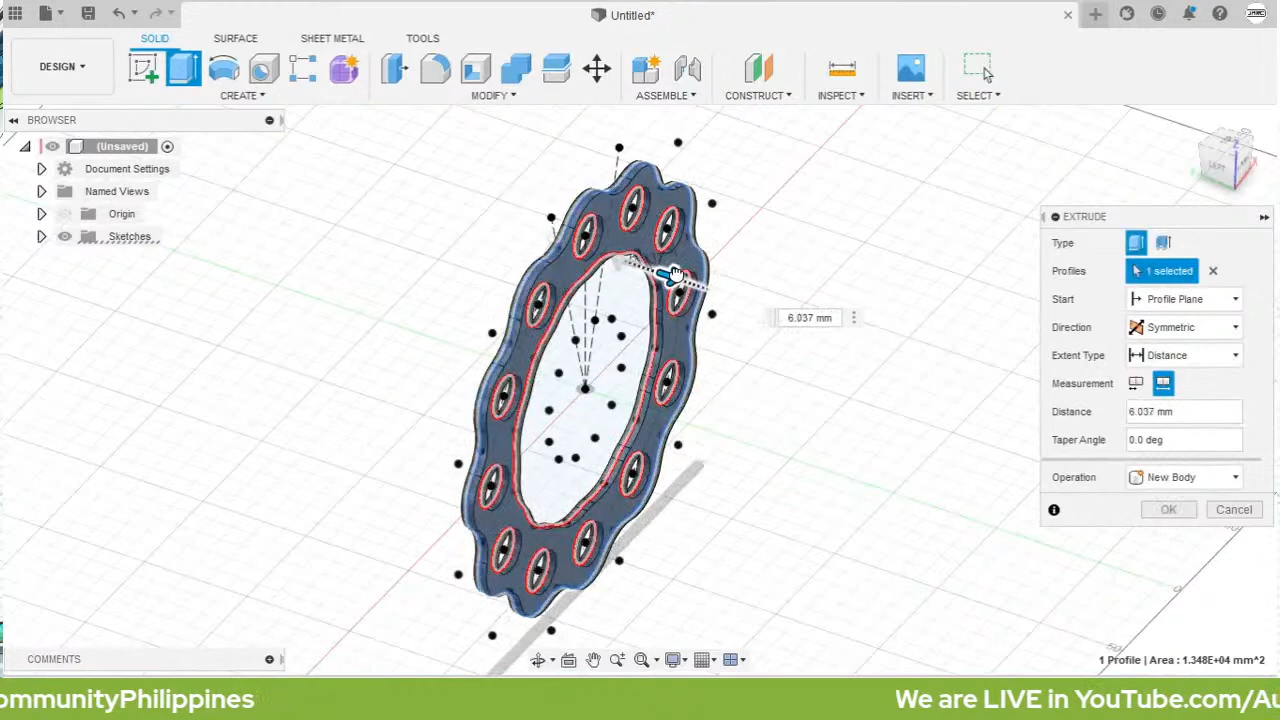 Untitled*
DESIGN
SOLID SURFACE SHEET METAL TOOLS
CREATE MODIFY ASSEMBLE CONSTRUCT INSPECT INSERT SELECT
BROWSER
(Unsaved)
Document Settings
Named Views
Origin
Sketches
LEFT
Z
6.037 mm
EXTRUDE
Type
Profiles 1 selected
Start Profile Plane
Direction Symmetric
Extent Type Distance
Measurement
Distance 6.037 mm
Taper Angle 0.0 deg
Operation New Body
OK Cancel
COMMENTS
1 Profile | Area : 1.348E+04 mm^2
ommunityPhilippines
We are LIVE in YouTube.com/Au